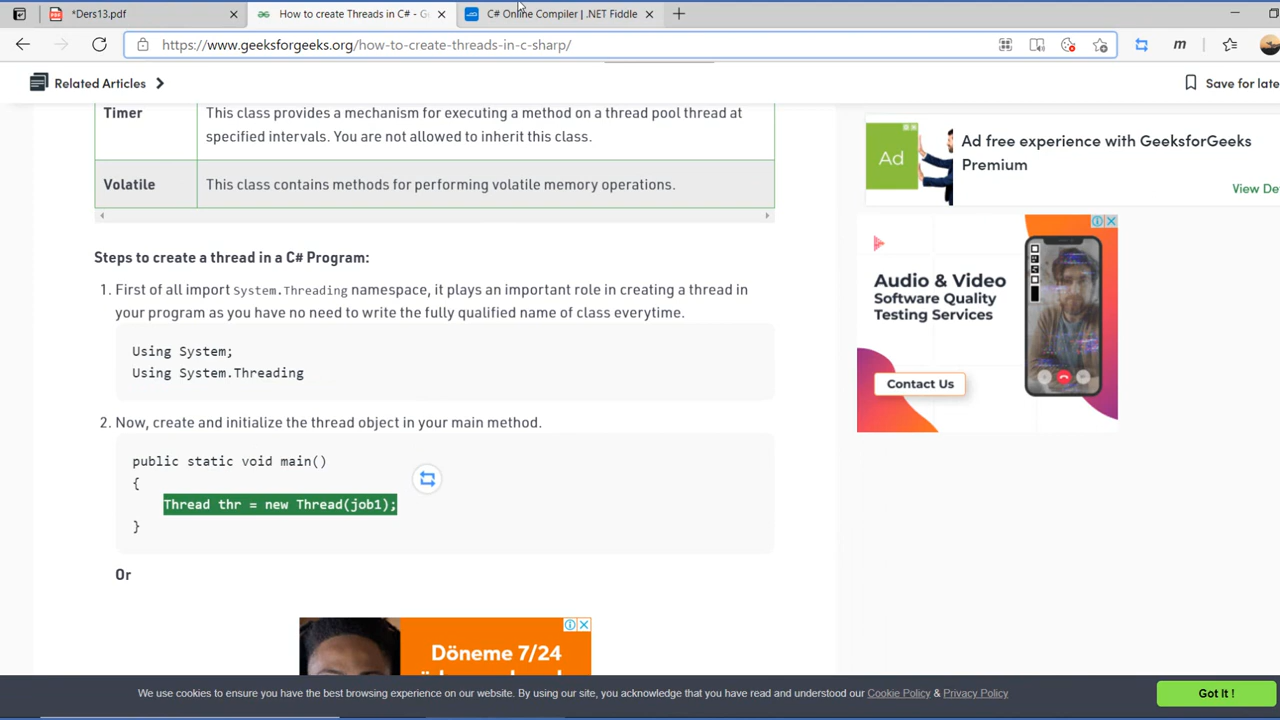 *Ders13.pdf
How to create Threads in C# - G
C# Online Compiler | .NET Fiddle
https://www.geeksforgeeks.org/how-to-create-threads-in-c-sharp/
m
Related Articles
Save for late
Timer
This class provides a mechanism for executing a method on a thread pool thread at
specified intervals. You are not allowed to inherit this class.
Volatile
This class contains methods for performing volatile memory operations.
Ad
Ad free experience with GeeksforGeeks
Premium
View De
Audio & Video
Software Quality
Testing Services
Contact Us
Steps to create a thread in a C# Program:
1. First of all import System.Threading namespace, it plays an important role in creating a thread in
your program as you have no need to write the fully qualified name of class everytime.
Using System;
Using System.Threading
2. Now, create and initialize the thread object in your main method.
public static void main()
{
Thread thr = new Thread(job1);
}
Or
Döneme 7/24
We use cookies to ensure you have the best browsing experience on our website. By using our site, you acknowledge that you have read and understood our Cookie Policy & Privacy Policy
Got It !